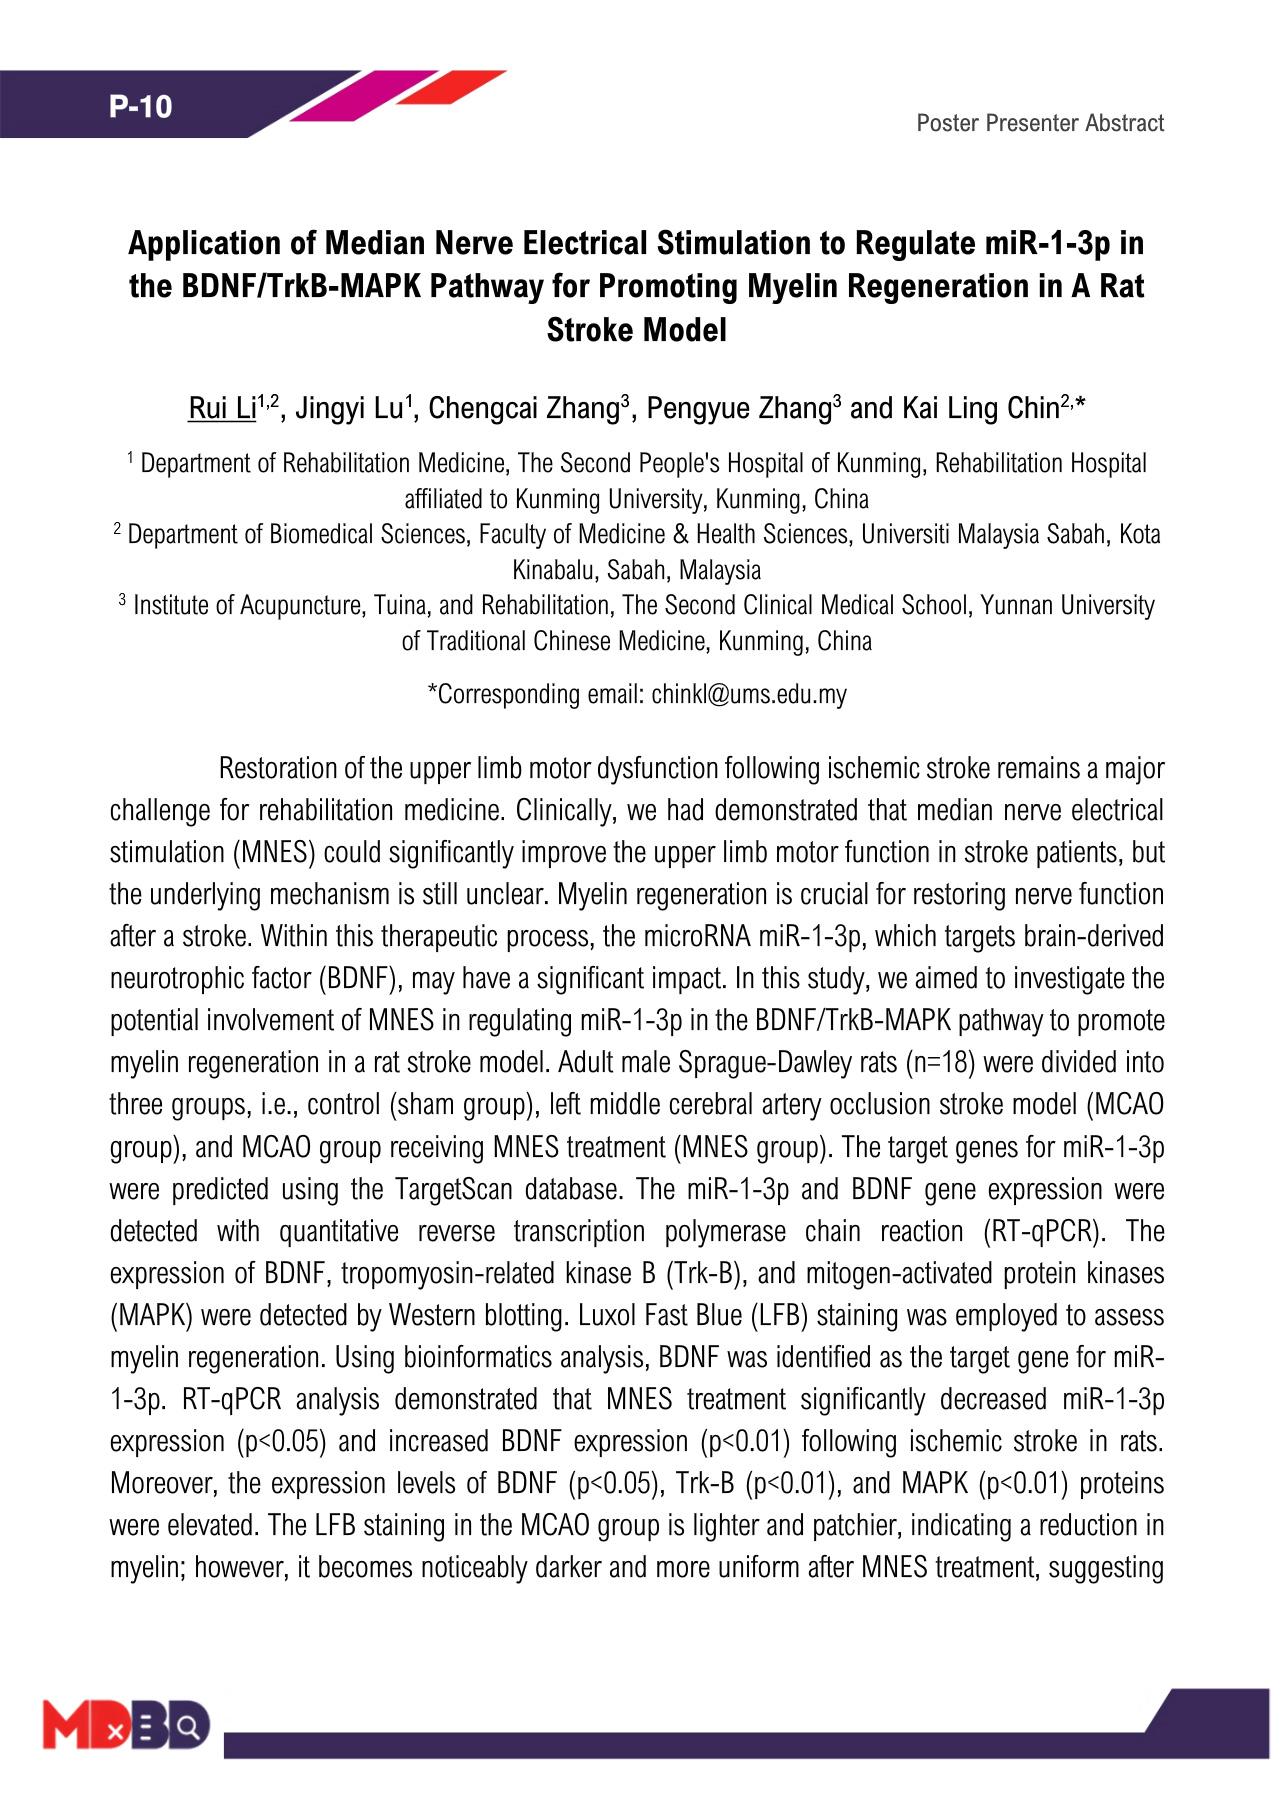 P-10
Poster Presenter Abstract
Application of Median Nerve Electrical Stimulation to Regulate miR-1-3p in
the BDNF/TrkB-MAPK Pathway for Promoting Myelin Regeneration in A Rat
Stroke Model
Rui Li1,2, Jingyi Lu1, Chengcai Zhang3, Pengyue Zhang3 and Kai Ling Chin2,*
1 Department of Rehabilitation Medicine, The Second People's Hospital of Kunming, Rehabilitation Hospital
affiliated to Kunming University, Kunming, China
2 Department of Biomedical Sciences, Faculty of Medicine & Health Sciences, Universiti Malaysia Sabah, Kota
Kinabalu, Sabah, Malaysia
3 Institute of Acupuncture, Tuina, and Rehabilitation, The Second Clinical Medical School, Yunnan University
of Traditional Chinese Medicine, Kunming, China
*Corresponding email: chinkl@ums.edu.my
Restoration of the upper limb motor dysfunction following ischemic stroke remains a major
challenge for rehabilitation medicine. Clinically, we had demonstrated that median nerve electrical
stimulation (MNES) could significantly improve the upper limb motor function in stroke patients, but
the underlying mechanism is still unclear. Myelin regeneration is crucial for restoring nerve function
after a stroke. Within this therapeutic process, the microRNA miR-1-3p, which targets brain-derived
neurotrophic factor (BDNF), may have a significant impact. In this study, we aimed to investigate the
potential involvement of MNES in regulating miR-1-3p in the BDNF/TrkB-MAPK pathway to promote
myelin regeneration in a rat stroke model. Adult male Sprague-Dawley rats (n=18) were divided into
three groups, i.e., control (sham group), left middle cerebral artery occlusion stroke model (MCAO
group), and MCAO group receiving MNES treatment (MNES group). The target genes for miR-1-3p
were predicted using the TargetScan database. The miR-1-3p and BDNF gene expression were
detected with quantitative reverse transcription polymerase chain reaction (RT-qPCR). The
expression of BDNF, tropomyosin-related kinase B (Trk-B), and mitogen-activated protein kinases
(MAPK) were detected by Western blotting. Luxol Fast Blue (LFB) staining was employed to assess
myelin regeneration. Using bioinformatics analysis, BDNF was identified as the target gene for miR-
1-3p. RT-qPCR analysis demonstrated that MNES treatment significantly decreased miR-1-3p
expression (p<0.05) and increased BDNF expression (p<0.01) following ischemic stroke in rats.
Moreover, the expression levels of BDNF (p<0.05), Trk-B (p<0.01), and MAPK (p<0.01) proteins
were elevated. The LFB staining in the MCAO group is lighter and patchier, indicating a reduction in
myelin; however, it becomes noticeably darker and more uniform after MNES treatment, suggesting
MDxBD